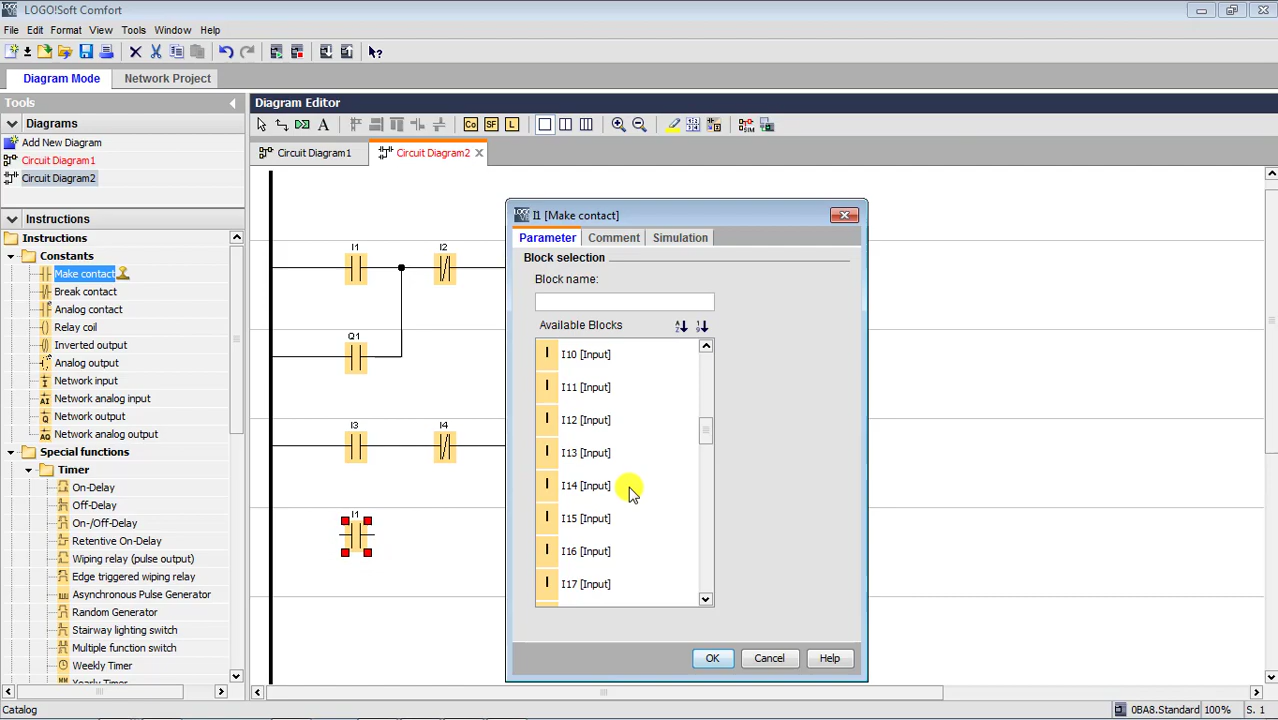 LOGO!Soft Comfort
File Edit Format View Tools Window Help
Diagram Mode Network Project
Tools
Diagrams
Add New Diagram
Circuit Diagram1
Circuit Diagram2
Instructions
Instructions
Constants
Make contact
Break contact
Analog contact
Relay coil
Inverted output
Analog output
Network input
Network analog input
Network output
Network analog output
Special functions
Timer
On-Delay
Off-Delay
On-/Off-Delay
Retentive On-Delay
Wiping relay (pulse output)
Edge triggered wiping relay
Asynchronous Pulse Generator
Random Generator
Stairway lighting switch
Multiple function switch
Weekly Timer
Yearly Timer
Catalog
Diagram Editor
A Co SF L
Circuit Diagram1 Circuit Diagram2
I1 I2
Q1
I3 I4
I1
I1 [Make contact]
Parameter Comment Simulation
Block selection
Block name:
Available Blocks
I I10 [Input]
I I11 [Input]
I I12 [Input]
I I13 [Input]
I I14 [Input]
I I15 [Input]
I I16 [Input]
I I17 [Input]
OK Cancel Help
0BA8.Standard 100% S. 1